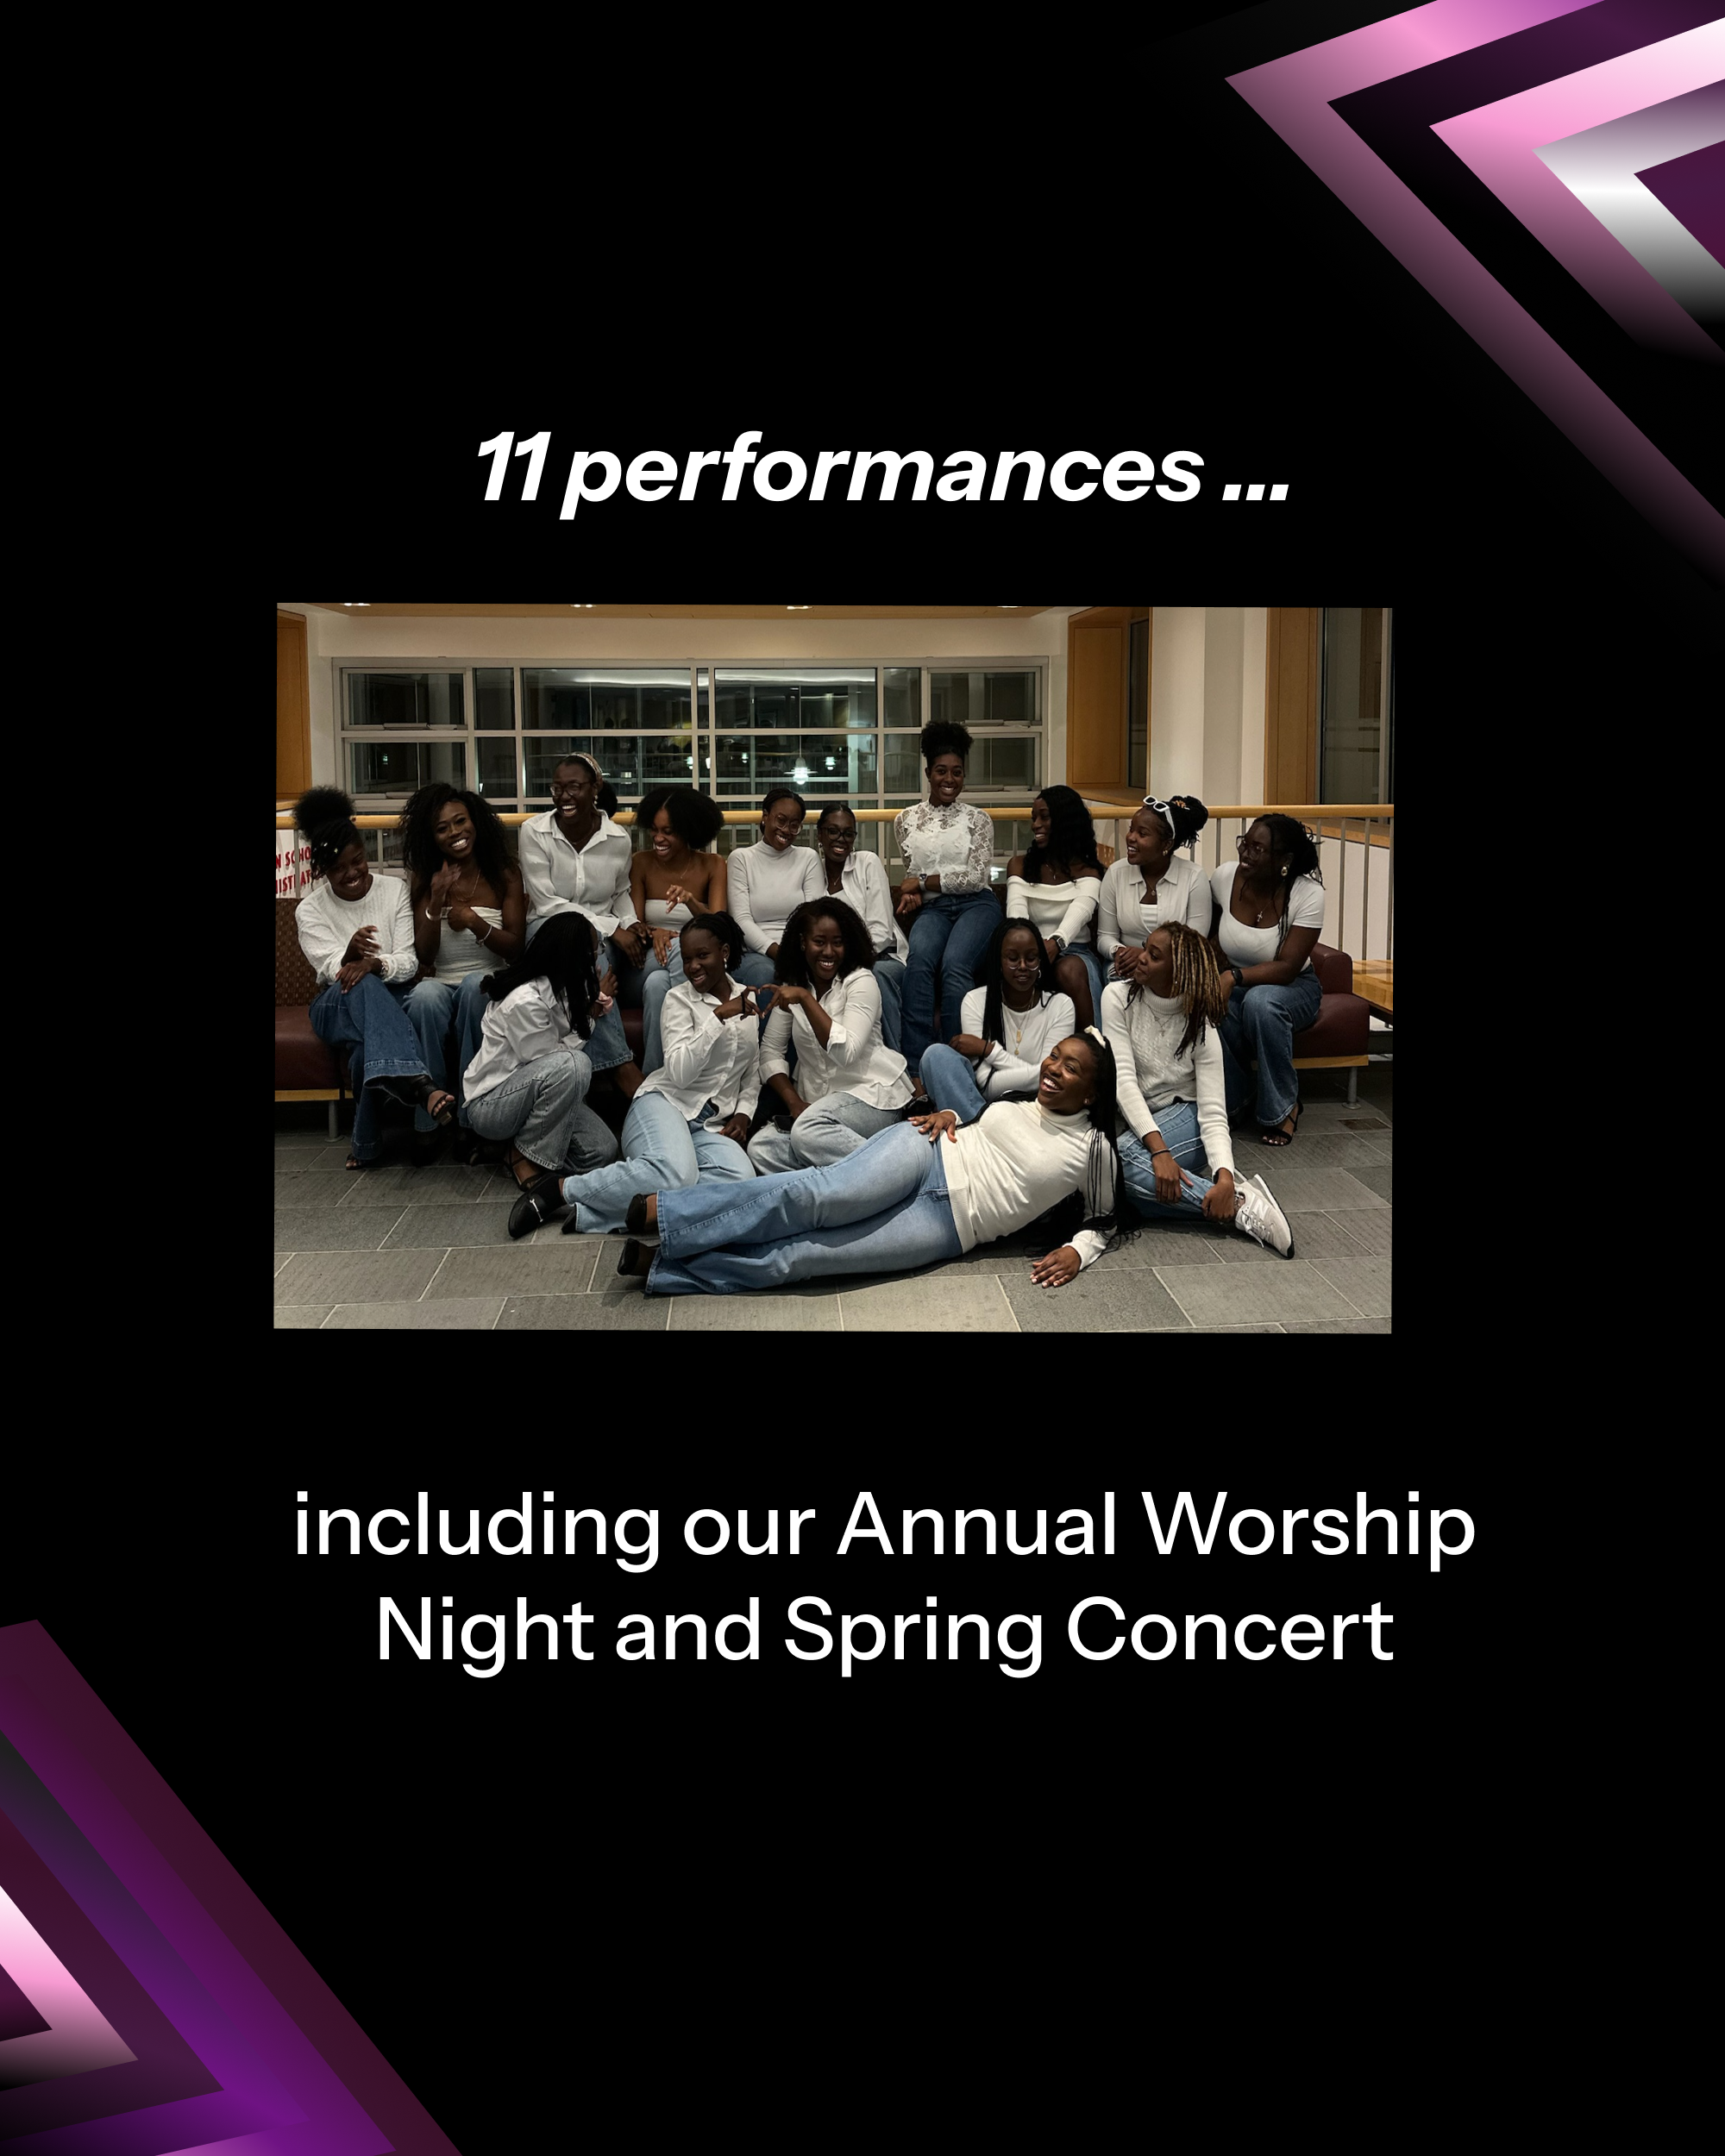 11 performances ...
including our Annual Worship
Night and Spring Concert